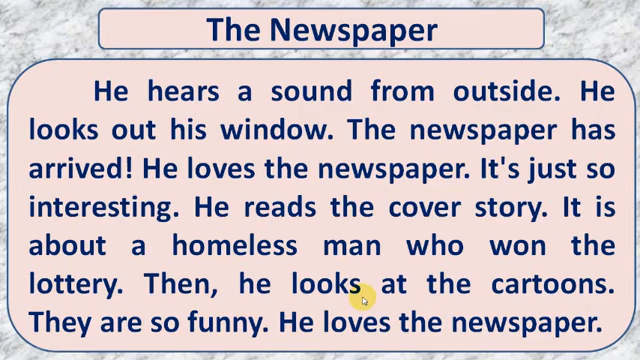 The Newspaper
He hears a sound from outside. He
looks out his window. The newspaper has
arrived! He loves the newspaper. It's just so
interesting. He reads the cover story. It is
about a homeless man who won the
lottery. Then, he looks at the cartoons.
They are so funny. He loves the newspaper.